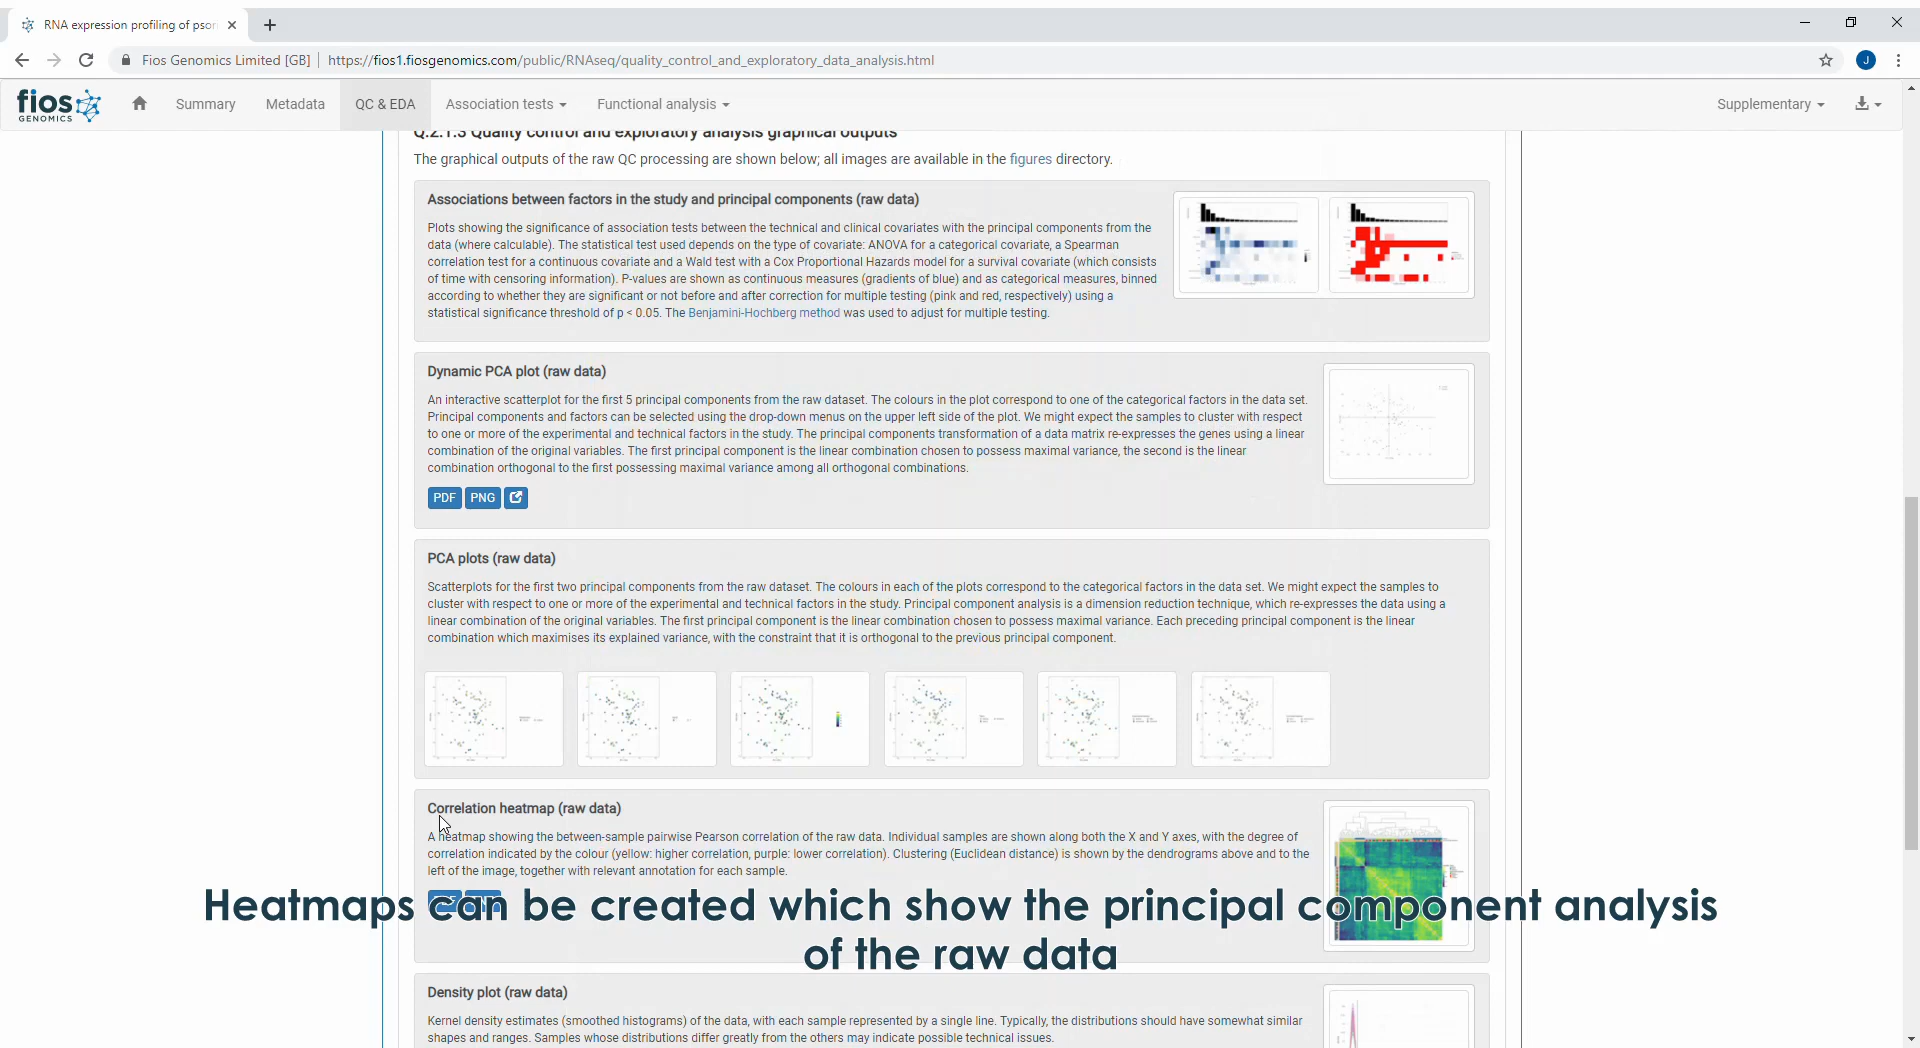 RNA expression profiling of psor
Fios Genomics Limited [GB]
https://fios1.fiosgenomics.com/public/RNAseq/quality_control_and_exploratory_data_analysis.html
J
fios
GENOMICS
Summary
Metadata
QC & EDA
Association tests
Functional analysis
Supplementary
Q.2.1.3 Quality control and exploratory analysis graphical outputs
The graphical outputs of the raw QC processing are shown below; all images are available in the figures directory.
Associations between factors in the study and principal components (raw data)
Plots showing the significance of association tests between the technical and clinical covariates with the principal components from the
data (where calculable). The statistical test used depends on the type of covariate: ANOVA for a categorical covariate, a Spearman
correlation test for a continuous covariate and a Wald test with a Cox Proportional Hazards model for a survival covariate (which consists
of time with censoring information). P-values are shown as continuous measures (gradients of blue) and as categorical measures, binned
according to whether they are significant or not before and after correction for multiple testing (pink and red, respectively) using a
statistical significance threshold of p < 0.05. The Benjamini-Hochberg method was used to adjust for multiple testing.
Dynamic PCA plot (raw data)
An interactive scatterplot for the first 5 principal components from the raw dataset. The colours in the plot correspond to one of the categorical factors in the data set.
Principal components and factors can be selected using the drop-down menus on the upper left side of the plot. We might expect the samples to cluster with respect
to one or more of the experimental and technical factors in the study. The principal components transformation of a data matrix re-expresses the genes using a linear
combination of the original variables. The first principal component is the linear combination chosen to possess maximal variance, the second is the linear
combination orthogonal to the first possessing maximal variance among all orthogonal combinations.
PDF PNG
PCA plots (raw data)
Scatterplots for the first two principal components from the raw dataset. The colours in each of the plots correspond to the categorical factors in the data set. We might expect the samples to
cluster with respect to one or more of the experimental and technical factors in the study. Principal component analysis is a dimension reduction technique, which re-expresses the data using a
linear combination of the original variables. The first principal component is the linear combination chosen to possess maximal variance. Each preceding principal component is the linear
combination which maximises its explained variance, with the constraint that it is orthogonal to the previous principal component.
Correlation heatmap (raw data)
A heatmap showing the between-sample pairwise Pearson correlation of the raw data. Individual samples are shown along both the X and Y axes, with the degree of
correlation indicated by the colour (yellow: higher correlation, purple: lower correlation). Clustering (Euclidean distance) is shown by the dendrograms above and to the
left of the image, together with relevant annotation for each sample.
Heatmaps can be created which show the principal component analysis
of the raw data
Density plot (raw data)
Kernel density estimates (smoothed histograms) of the data, with each sample represented by a single line. Typically, the distributions should have somewhat similar
shapes and ranges. Samples whose distributions differ greatly from the others may indicate possible technical issues.